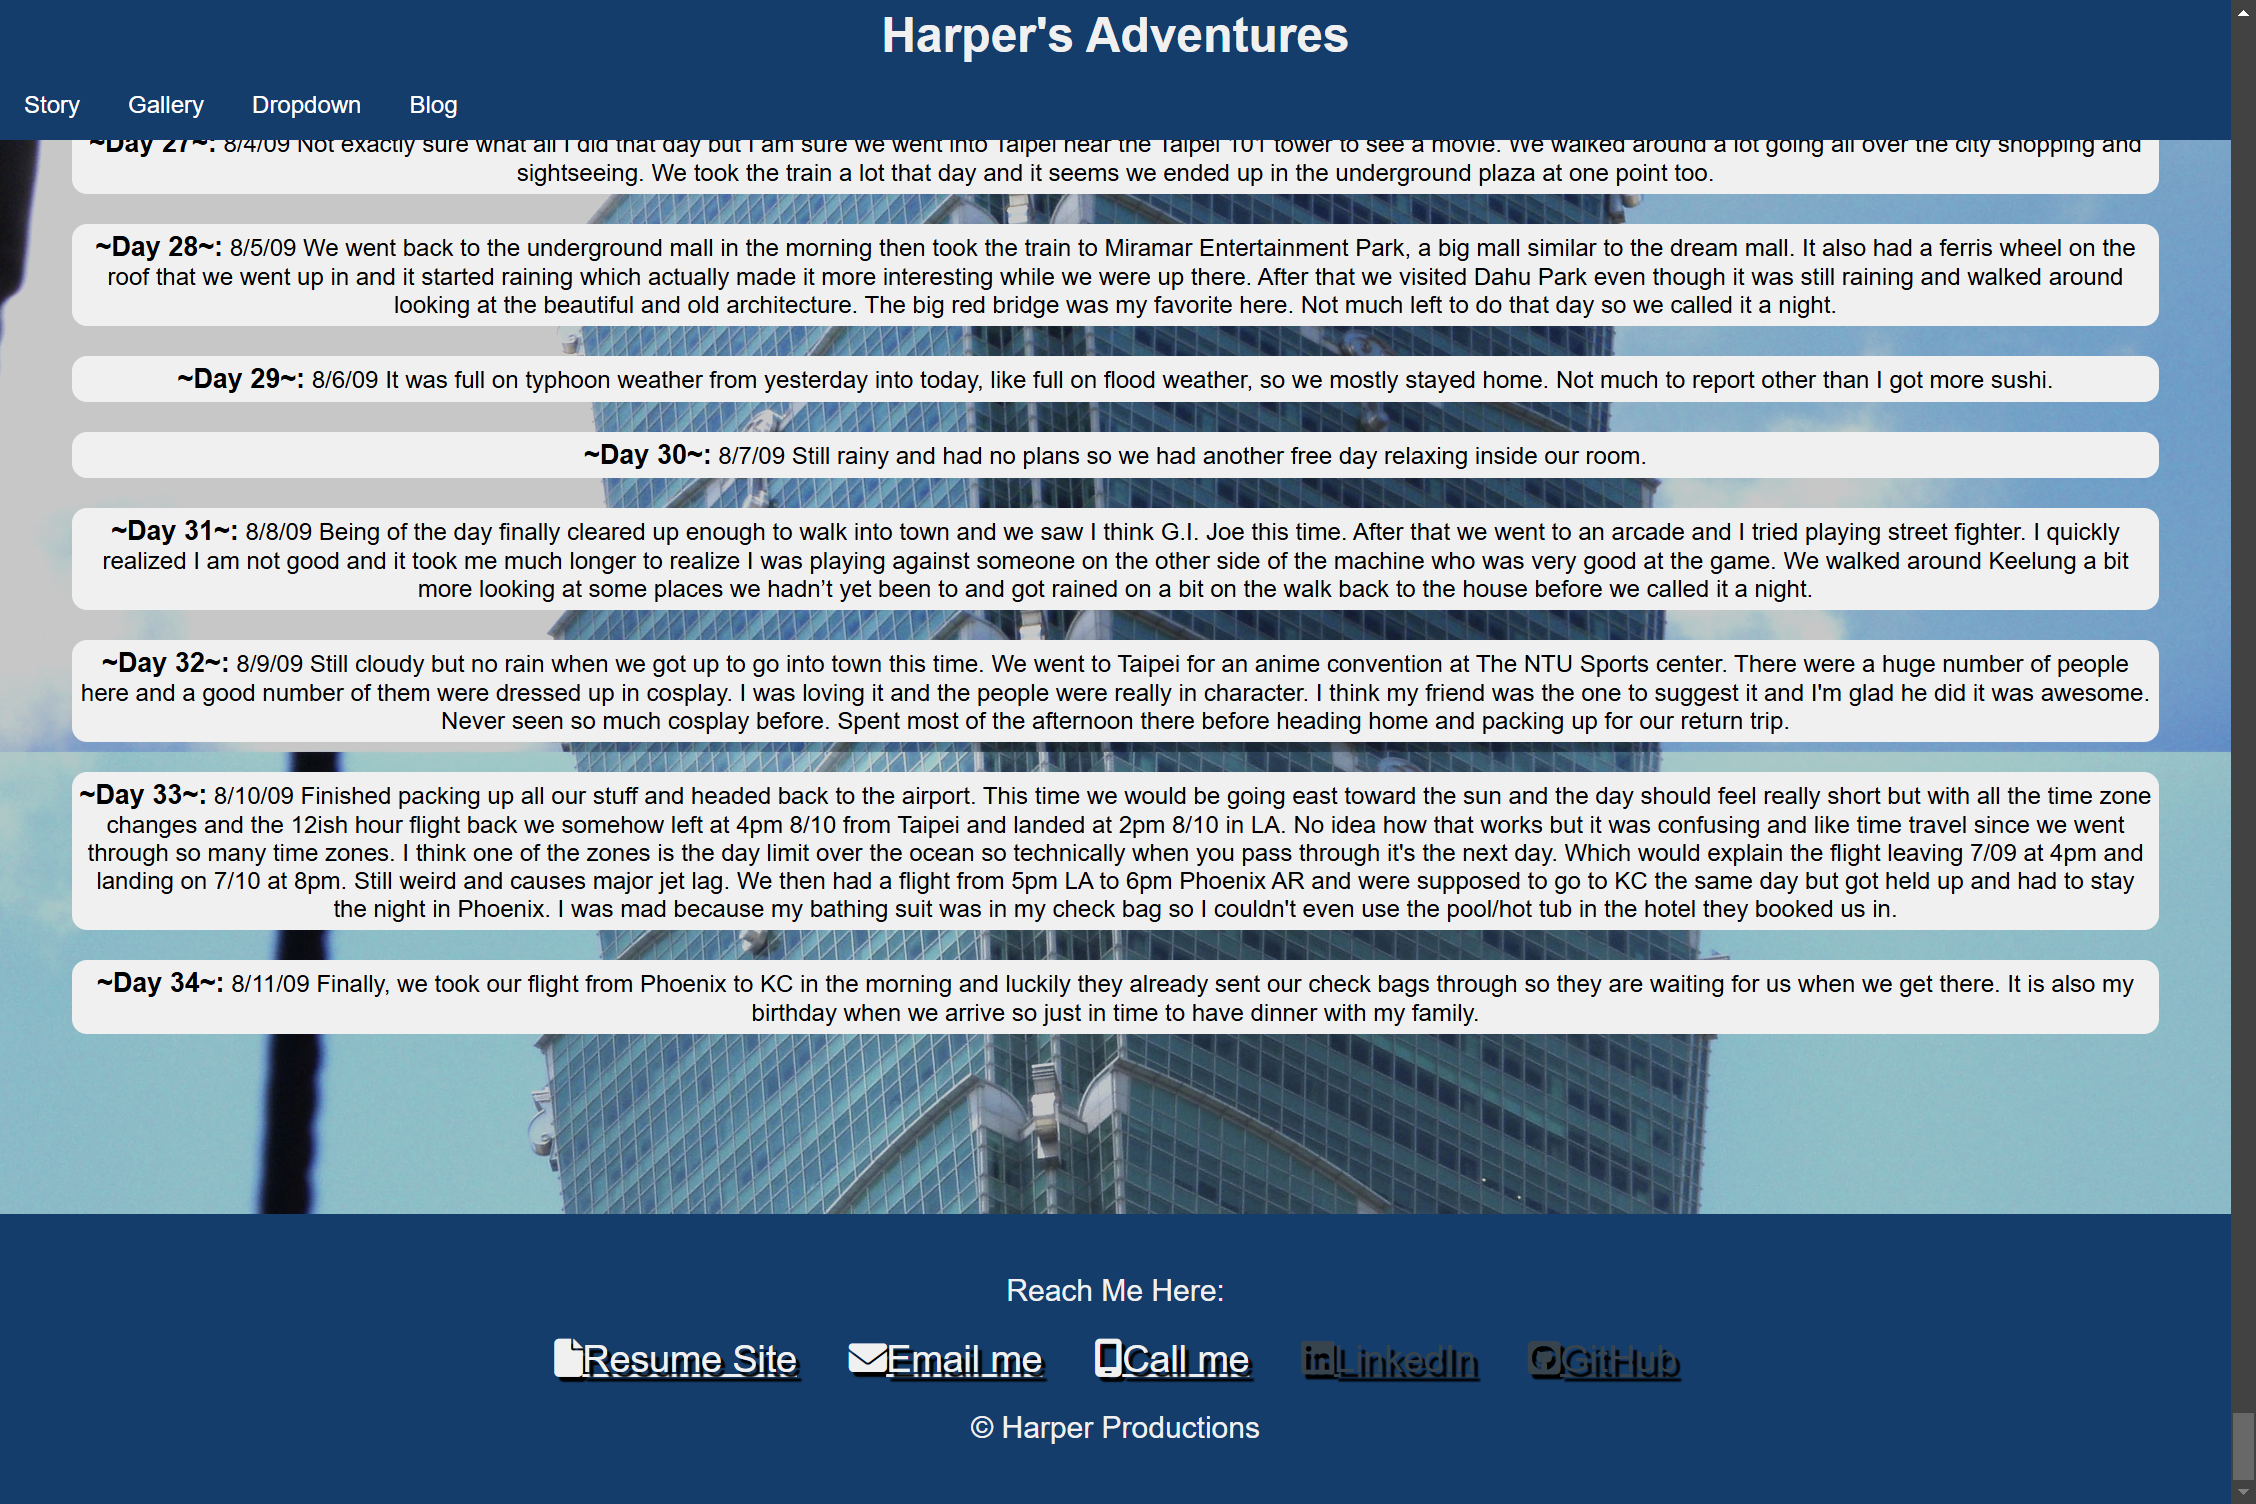 Harper's Adventures
Story Gallery Dropdown Blog
~Day 27~: 8/4/09 Not exactly sure what all I did that day but I am sure we went into Taipei near the Taipei 101 tower to see a movie. We walked around a lot going all over the city shopping and
sightseeing. We took the train a lot that day and it seems we ended up in the underground plaza at one point too.
~Day 28~: 8/5/09 We went back to the underground mall in the morning then took the train to Miramar Entertainment Park, a big mall similar to the dream mall. It also had a ferris wheel on the
roof that we went up in and it started raining which actually made it more interesting while we were up there. After that we visited Dahu Park even though it was still raining and walked around
looking at the beautiful and old architecture. The big red bridge was my favorite here. Not much left to do that day so we called it a night.
~Day 29~: 8/6/09 It was full on typhoon weather from yesterday into today, like full on flood weather, so we mostly stayed home. Not much to report other than I got more sushi.
~Day 30~: 8/7/09 Still rainy and had no plans so we had another free day relaxing inside our room.
~Day 31~: 8/8/09 Being of the day finally cleared up enough to walk into town and we saw I think G.I. Joe this time. After that we went to an arcade and I tried playing street fighter. I quickly
realized I am not good and it took me much longer to realize I was playing against someone on the other side of the machine who was very good at the game. We walked around Keelung a bit
more looking at some places we hadn’t yet been to and got rained on a bit on the walk back to the house before we called it a night.
~Day 32~: 8/9/09 Still cloudy but no rain when we got up to go into town this time. We went to Taipei for an anime convention at The NTU Sports center. There were a huge number of people
here and a good number of them were dressed up in cosplay. I was loving it and the people were really in character. I think my friend was the one to suggest it and I'm glad he did it was awesome.
Never seen so much cosplay before. Spent most of the afternoon there before heading home and packing up for our return trip.
~Day 33~: 8/10/09 Finished packing up all our stuff and headed back to the airport. This time we would be going east toward the sun and the day should feel really short but with all the time zone
changes and the 12ish hour flight back we somehow left at 4pm 8/10 from Taipei and landed at 2pm 8/10 in LA. No idea how that works but it was confusing and like time travel since we went
through so many time zones. I think one of the zones is the day limit over the ocean so technically when you pass through it's the next day. Which would explain the flight leaving 7/09 at 4pm and
landing on 7/10 at 8pm. Still weird and causes major jet lag. We then had a flight from 5pm LA to 6pm Phoenix AR and were supposed to go to KC the same day but got held up and had to stay
the night in Phoenix. I was mad because my bathing suit was in my check bag so I couldn't even use the pool/hot tub in the hotel they booked us in.
~Day 34~: 8/11/09 Finally, we took our flight from Phoenix to KC in the morning and luckily they already sent our check bags through so they are waiting for us when we get there. It is also my
birthday when we arrive so just in time to have dinner with my family.
Reach Me Here:
Resume Site Email me Call me LinkedIn GitHub
© Harper Productions